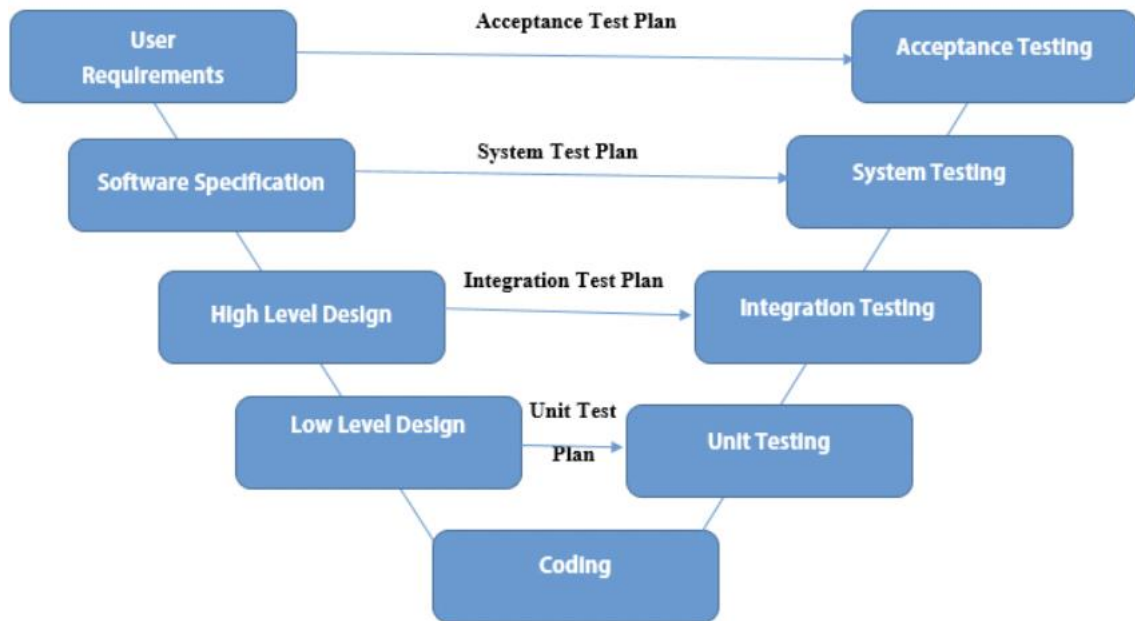 Acceptance Test Plan
User
Requirements
Acceptance Testing
System Test Plan
Software Specification
System Testing
Integration Test Plan
High Level Design
Integration Testing
Unit Test
Plan
Low Level Design
Unit Testing
Coding